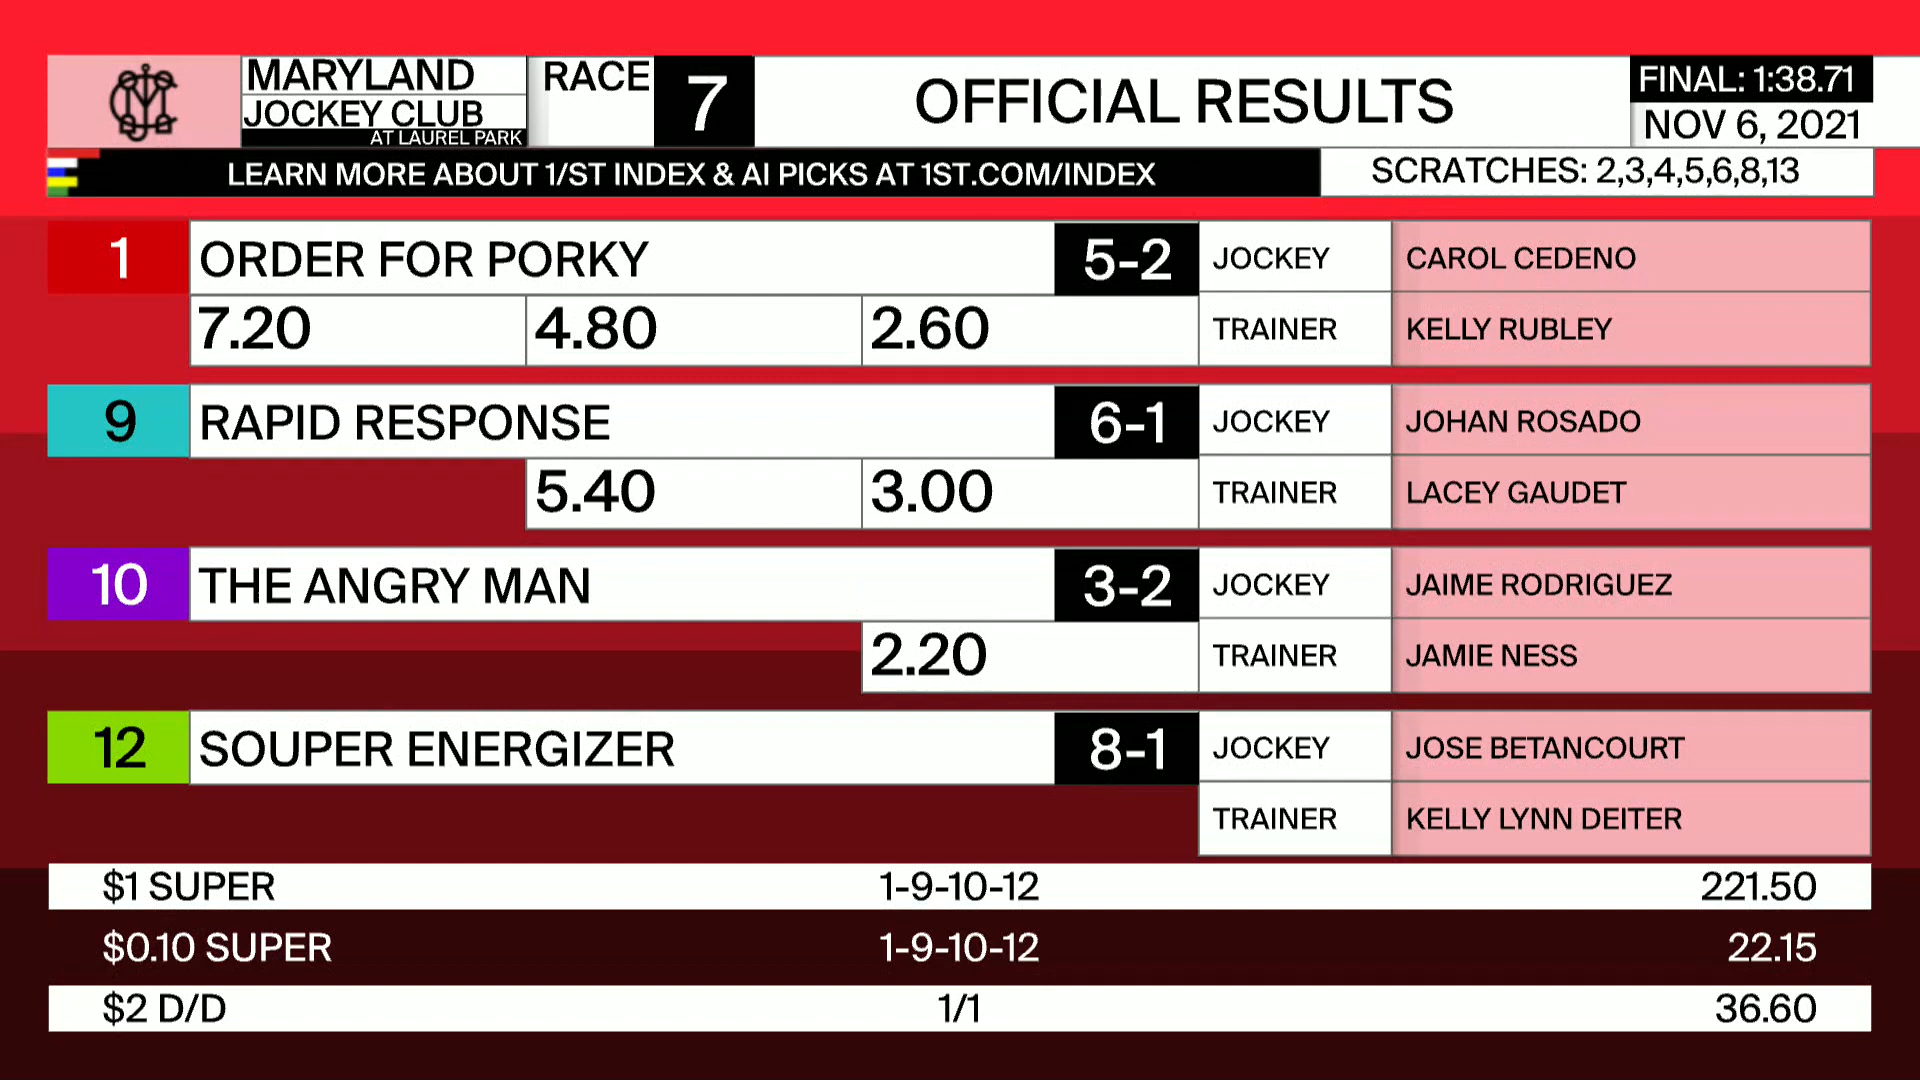 MARYLAND
JOCKEY CLUB
AT LAUREL PARK
RACE 7
OFFICIAL RESULTS
FINAL: 1:38.71
NOV 6, 2021
LEARN MORE ABOUT 1/ST INDEX & AI PICKS AT 1ST.COM/INDEX
SCRATCHES: 2,3,4,5,6,8,13
1 ORDER FOR PORKY 5-2 JOCKEY CAROL CEDENO
7.20 4.80 2.60 TRAINER KELLY RUBLEY
9 RAPID RESPONSE 6-1 JOCKEY JOHAN ROSADO
5.40 3.00 TRAINER LACEY GAUDET
10 THE ANGRY MAN 3-2 JOCKEY JAIME RODRIGUEZ
2.20 TRAINER JAMIE NESS
12 SOUPER ENERGIZER 8-1 JOCKEY JOSE BETANCOURT
TRAINER KELLY LYNN DEITER
$1 SUPER 1-9-10-12 221.50
$0.10 SUPER 1-9-10-12 22.15
$2 D/D 1/1 36.60